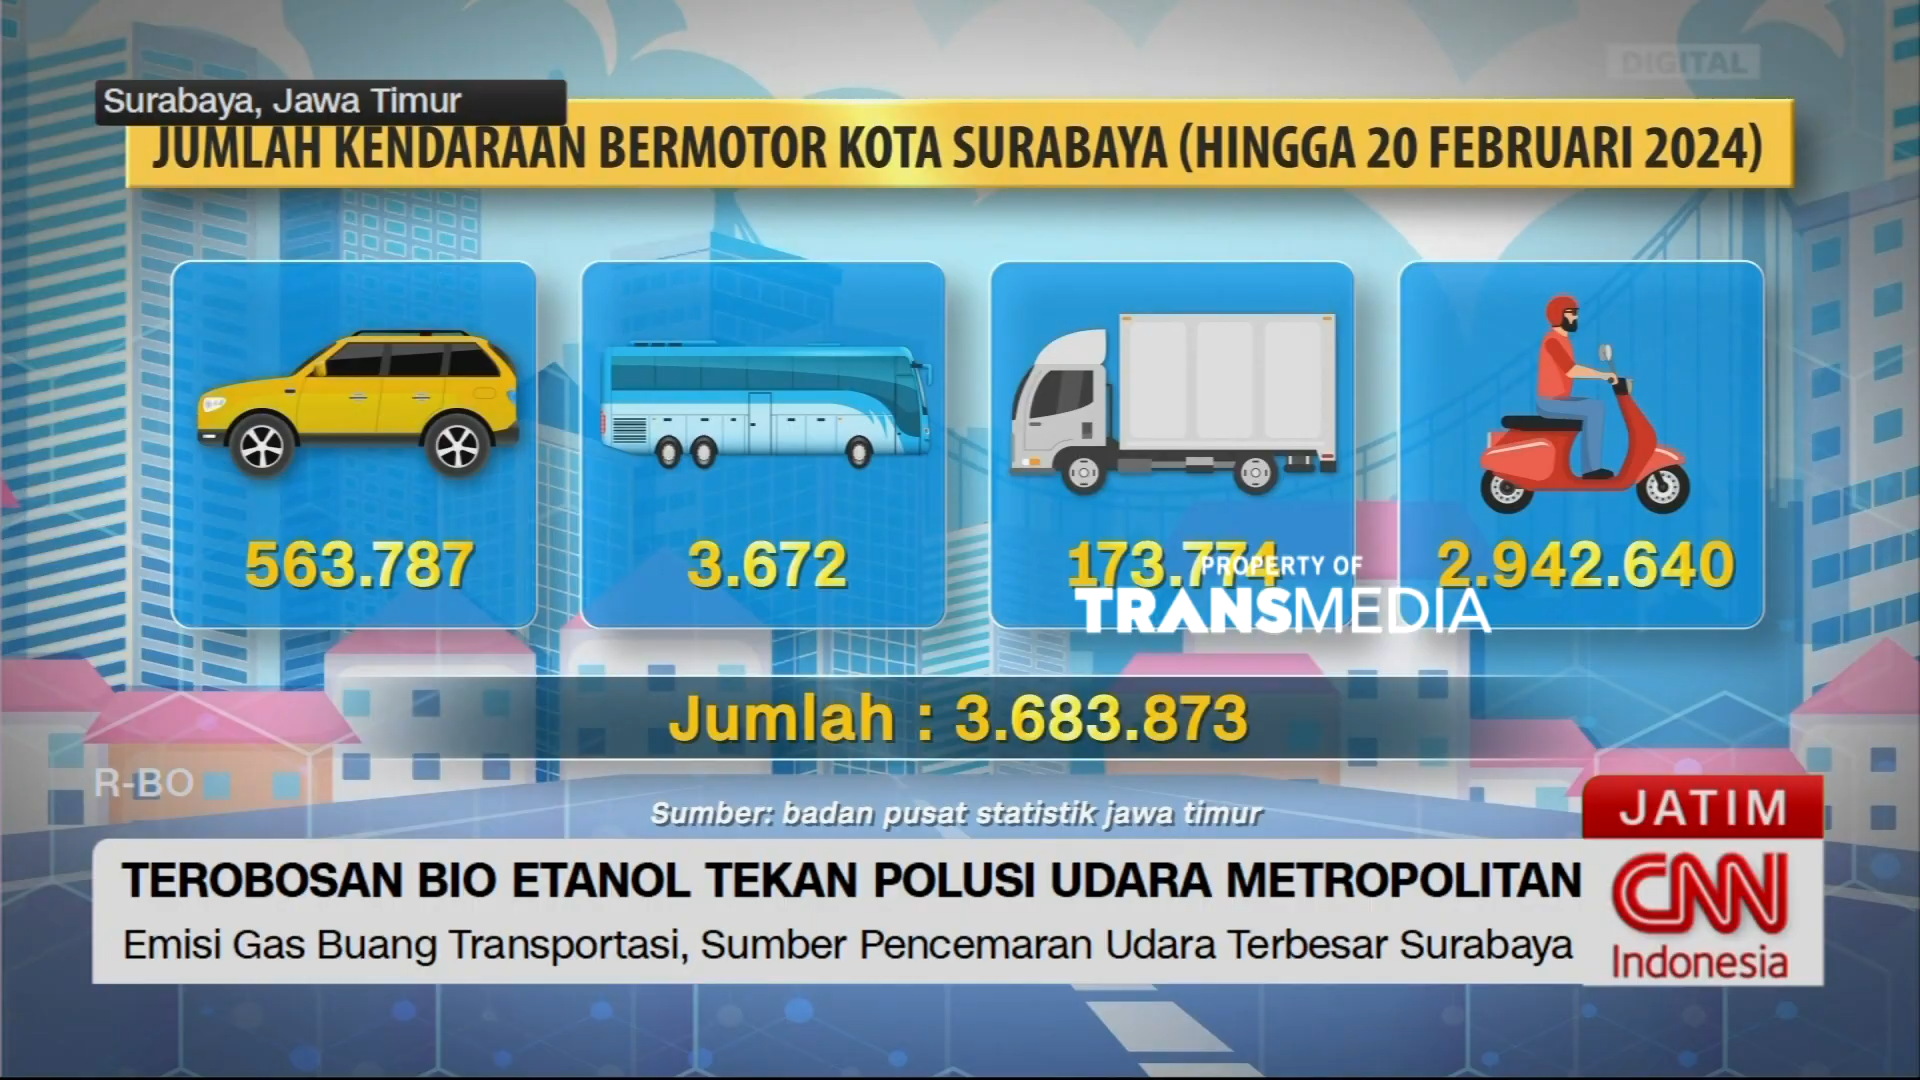 DIGITAL
Surabaya, Jawa Timur
JUMLAH KENDARAAN BERMOTOR KOTA SURABAYA (HINGGA 20 FEBRUARI 2024)
563.787
3.672
173.774
2.942.640
PROPERTY OF
TRANSMEDIA
Jumlah : 3.683.873
R-BO
Sumber: badan pusat statistik jawa timur
JATIM
TEROBOSAN BIO ETANOL TEKAN POLUSI UDARA METROPOLITAN
Emisi Gas Buang Transportasi, Sumber Pencemaran Udara Terbesar Surabaya
CNN
Indonesia